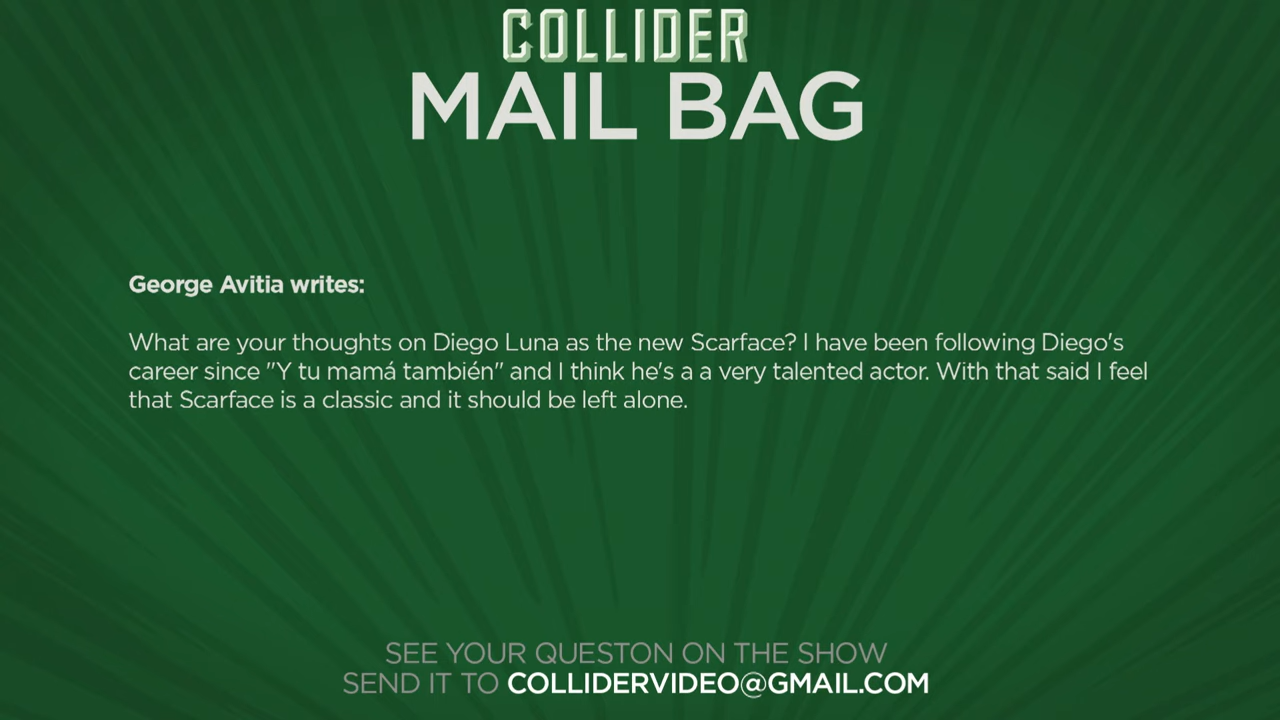 COLLIDER
MAIL BAG
George Avitia writes:
What are your thoughts on Diego Luna as the new Scarface? I have been following Diego's
career since "Y tu mamá también" and I think he's a a very talented actor. With that said I feel
that Scarface is a classic and it should be left alone.
SEE YOUR QUESTON ON THE SHOW
SEND IT TO COLLIDERVIDEO@GMAIL.COM